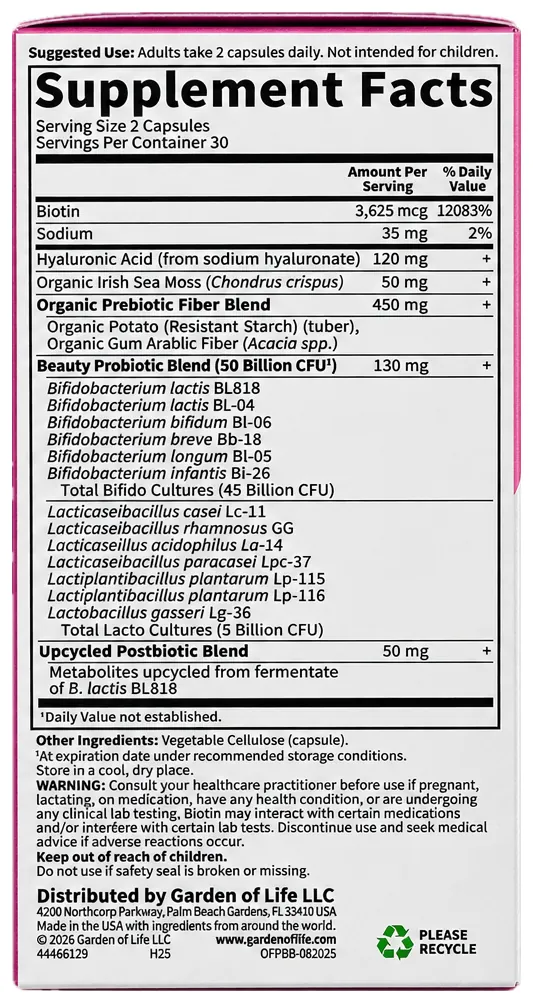 Suggested Use: Adults take 2 capsules daily. Not intended for children.
Supplement Facts
Serving Size 2 Capsules
Servings Per Container 30
Amount Per Serving % Daily Value
Biotin 3,625 mcg 12083%
Sodium 35 mg 2%
Hyaluronic Acid (from sodium hyaluronate) 120 mg +
Organic Irish Sea Moss (Chondrus crispus) 50 mg +
Organic Prebiotic Fiber Blend 450 mg +
Organic Potato (Resistant Starch) (tuber),
Organic Gum Arablic Fiber (Acacia spp.)
Beauty Probiotic Blend (50 Billion CFU¹) 130 mg +
Bifidobacterium lactis BL818
Bifidobacterium lactis BL-04
Bifidobacterium bifidum Bl-06
Bifidobacterium breve Bb-18
Bifidobacterium longum Bl-05
Bifidobacterium infantis Bi-26
Total Bifido Cultures (45 Billion CFU)
Lacticaseibacillus casei Lc-11
Lacticaseibacillus rhamnosus GG
Lacticaseillus acidophilus La-14
Lacticaseibacillus paracasei Lpc-37
Lactiplantibacillus plantarum Lp-115
Lactiplantibacillus plantarum Lp-116
Lactobacillus gasseri Lg-36
Total Lacto Cultures (5 Billion CFU)
Upcycled Postbiotic Blend 50 mg +
Metabolites upcycled from fermentate
of B. lactis BL818
¹Daily Value not established.
Other Ingredients: Vegetable Cellulose (capsule).
¹At expiration date under recommended storage conditions.
Store in a cool, dry place.
WARNING: Consult your healthcare practitioner before use if pregnant,
lactating, on medication, have any health condition, or are undergoing
any clinical lab testing, Biotin may interact with certain medications
and/or interfere with certain lab tests. Discontinue use and seek medical
advice if adverse reactions occur.
Keep out of reach of children.
Do not use if safety seal is broken or missing.
Distributed by Garden of Life LLC
4200 Northcorp Parkway, Palm Beach Gardens, FL 33410 USA
Made in the USA with ingredients from around the world.
© 2026 Garden of Life LLC www.gardenoflife.com
44466129 H25 OFPBB-082025
PLEASE
RECYCLE